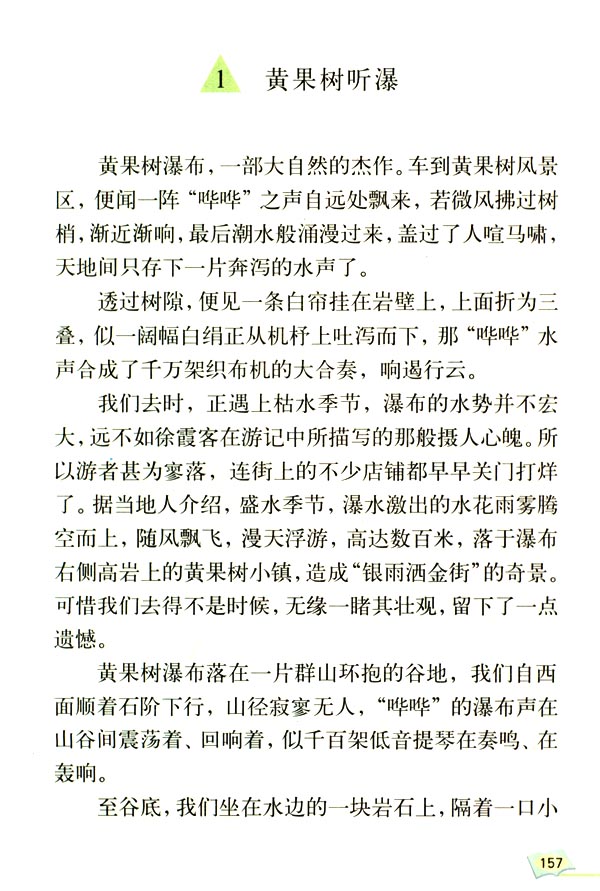 1 黄果树听瀑
黄果树瀑布，一部大自然的杰作。车到黄果树风景
区，便闻一阵“哗哗”之声自远处飘来，若微风拂过树
梢，渐近渐响，最后潮水般涌漫过来，盖过了人喧马啸，
天地间只存下一片奔泻的水声了。
透过树隙，便见一条白帘挂在岩壁上，上面折为三
叠，似一阔幅白绢正从机杼上吐泻而下，那“哗哗”水
声合成了千万架织布机的大合奏，响遏行云。
我们去时，正遇上枯水季节，瀑布的水势并不宏
大，远不如徐霞客在游记中所描写的那般摄人心魄。所
以游者甚为寥落，连街上的不少店铺都早早关门打烊
了。据当地人介绍，盛水季节，瀑水激出的水花雨雾腾
空而上，随风飘飞，漫天浮游，高达数百米，落于瀑布
右侧高岩上的黄果树小镇，造成“银雨洒金街”的奇景。
可惜我们去得不是时候，无缘一睹其壮观，留下了一点
遗憾。
黄果树瀑布落在一片群山环抱的谷地，我们自西
面顺着石阶下行，山径寂寥无人，“哗哗”的瀑布声在
山谷间震荡着、回响着，似千百架低音提琴在奏鸣、在
轰响。
至谷底，我们坐在水边的一块岩石上，隔着一口小
157